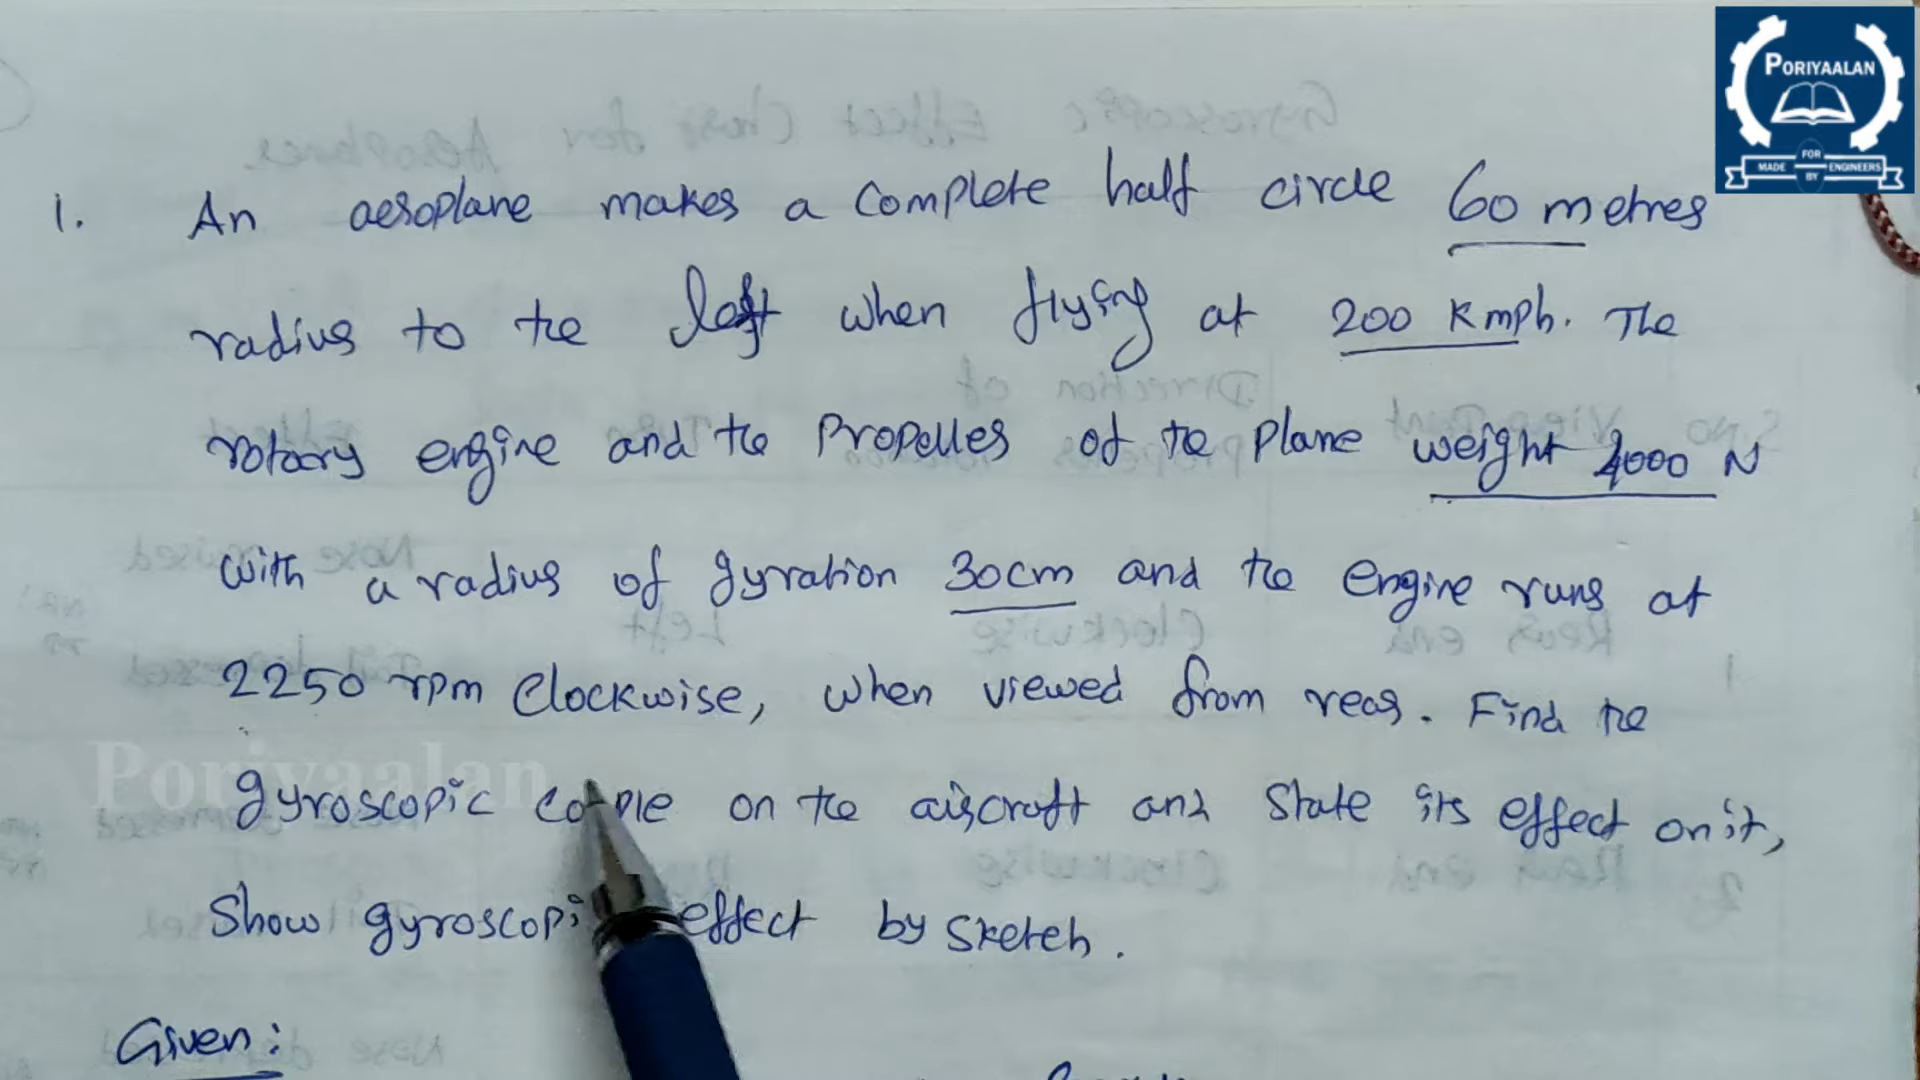 PORIYAALAN
MADE FOR ENGINEERS
BY
1. An aeroplane makes a complete half circle 60 metres
radius to the left when flying at 200 Kmph. The
rotary engine and the propeller of the plane weight 4000 N
with a radius of gyration 30cm and the engine runs at
2250 rpm clockwise, when viewed from rear. Find the
Poriyaalan
gyroscopic couple on the aircraft and state its effect on it,
Show gyroscopic effect by sketch.
Given: